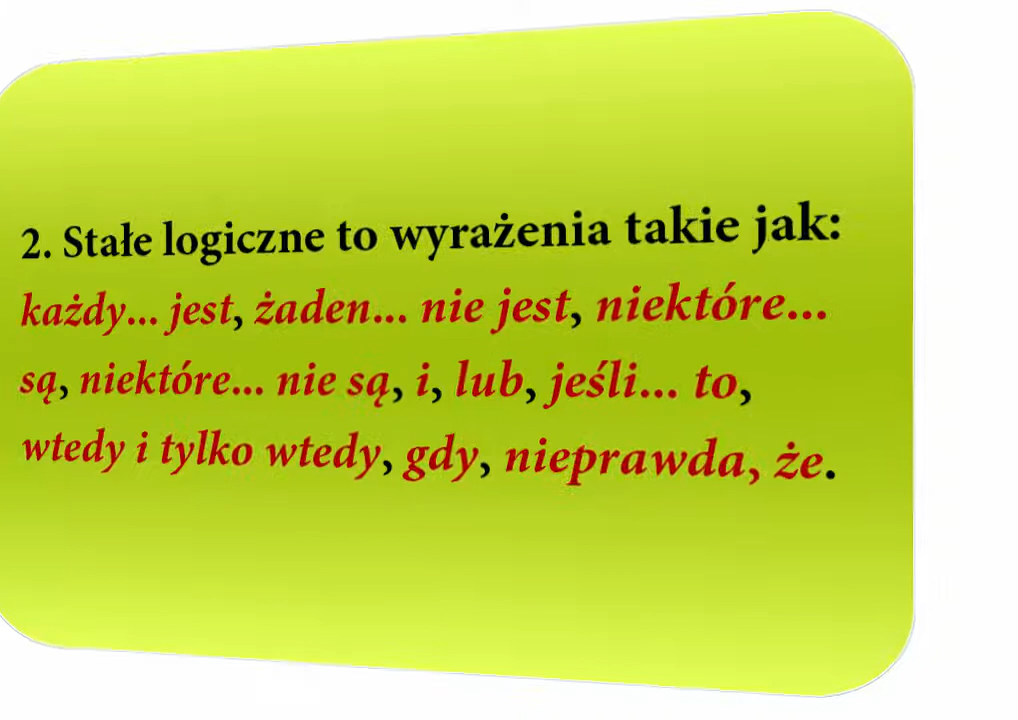 2. Stałe logiczne to wyrażenia takie jak:
każdy... jest, żaden... nie jest, niektóre...
są, niektóre... nie są, i, lub, jeśli... to,
wtedy i tylko wtedy, gdy, nieprawda, że.